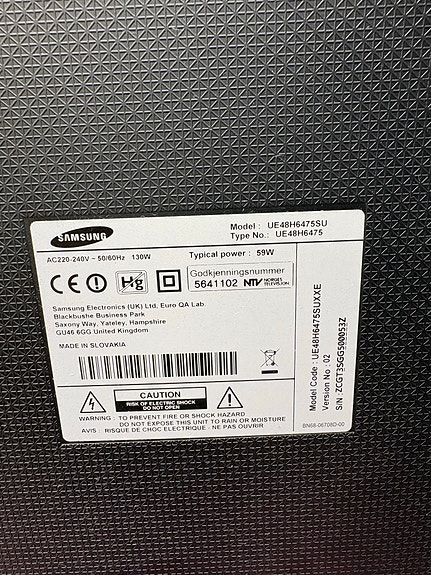 SAMSUNG
Model : UE48H6475SU
Type No.: UE48H6475
AC220-240V ~ 50/60Hz 130W
Typical power : 59W
CE
Hg
Godkjenningsnummer
5641102 NTV NORGES TELEVISJON
Samsung Electronics (UK) Ltd, Euro QA Lab.
Blackbushe Business Park
Saxony Way, Yateley, Hampshire
GU46 6GG United Kingdom
MADE IN SLOVAKIA
CAUTION
RISK OF ELECTRIC SHOCK
DO NOT OPEN
WARNING : TO PREVENT FIRE OR SHOCK HAZARD
DO NOT EXPOSE THIS UNIT TO RAIN OR MOISTURE
AVIS : RISQUE DE CHOC ELECTRIQUE - NE PAS OUVRIR
Model Code : UE48H6475SUXXE
Version No : 02
S/N : ZCGT3SGG500053Z
BN68-06708D-00